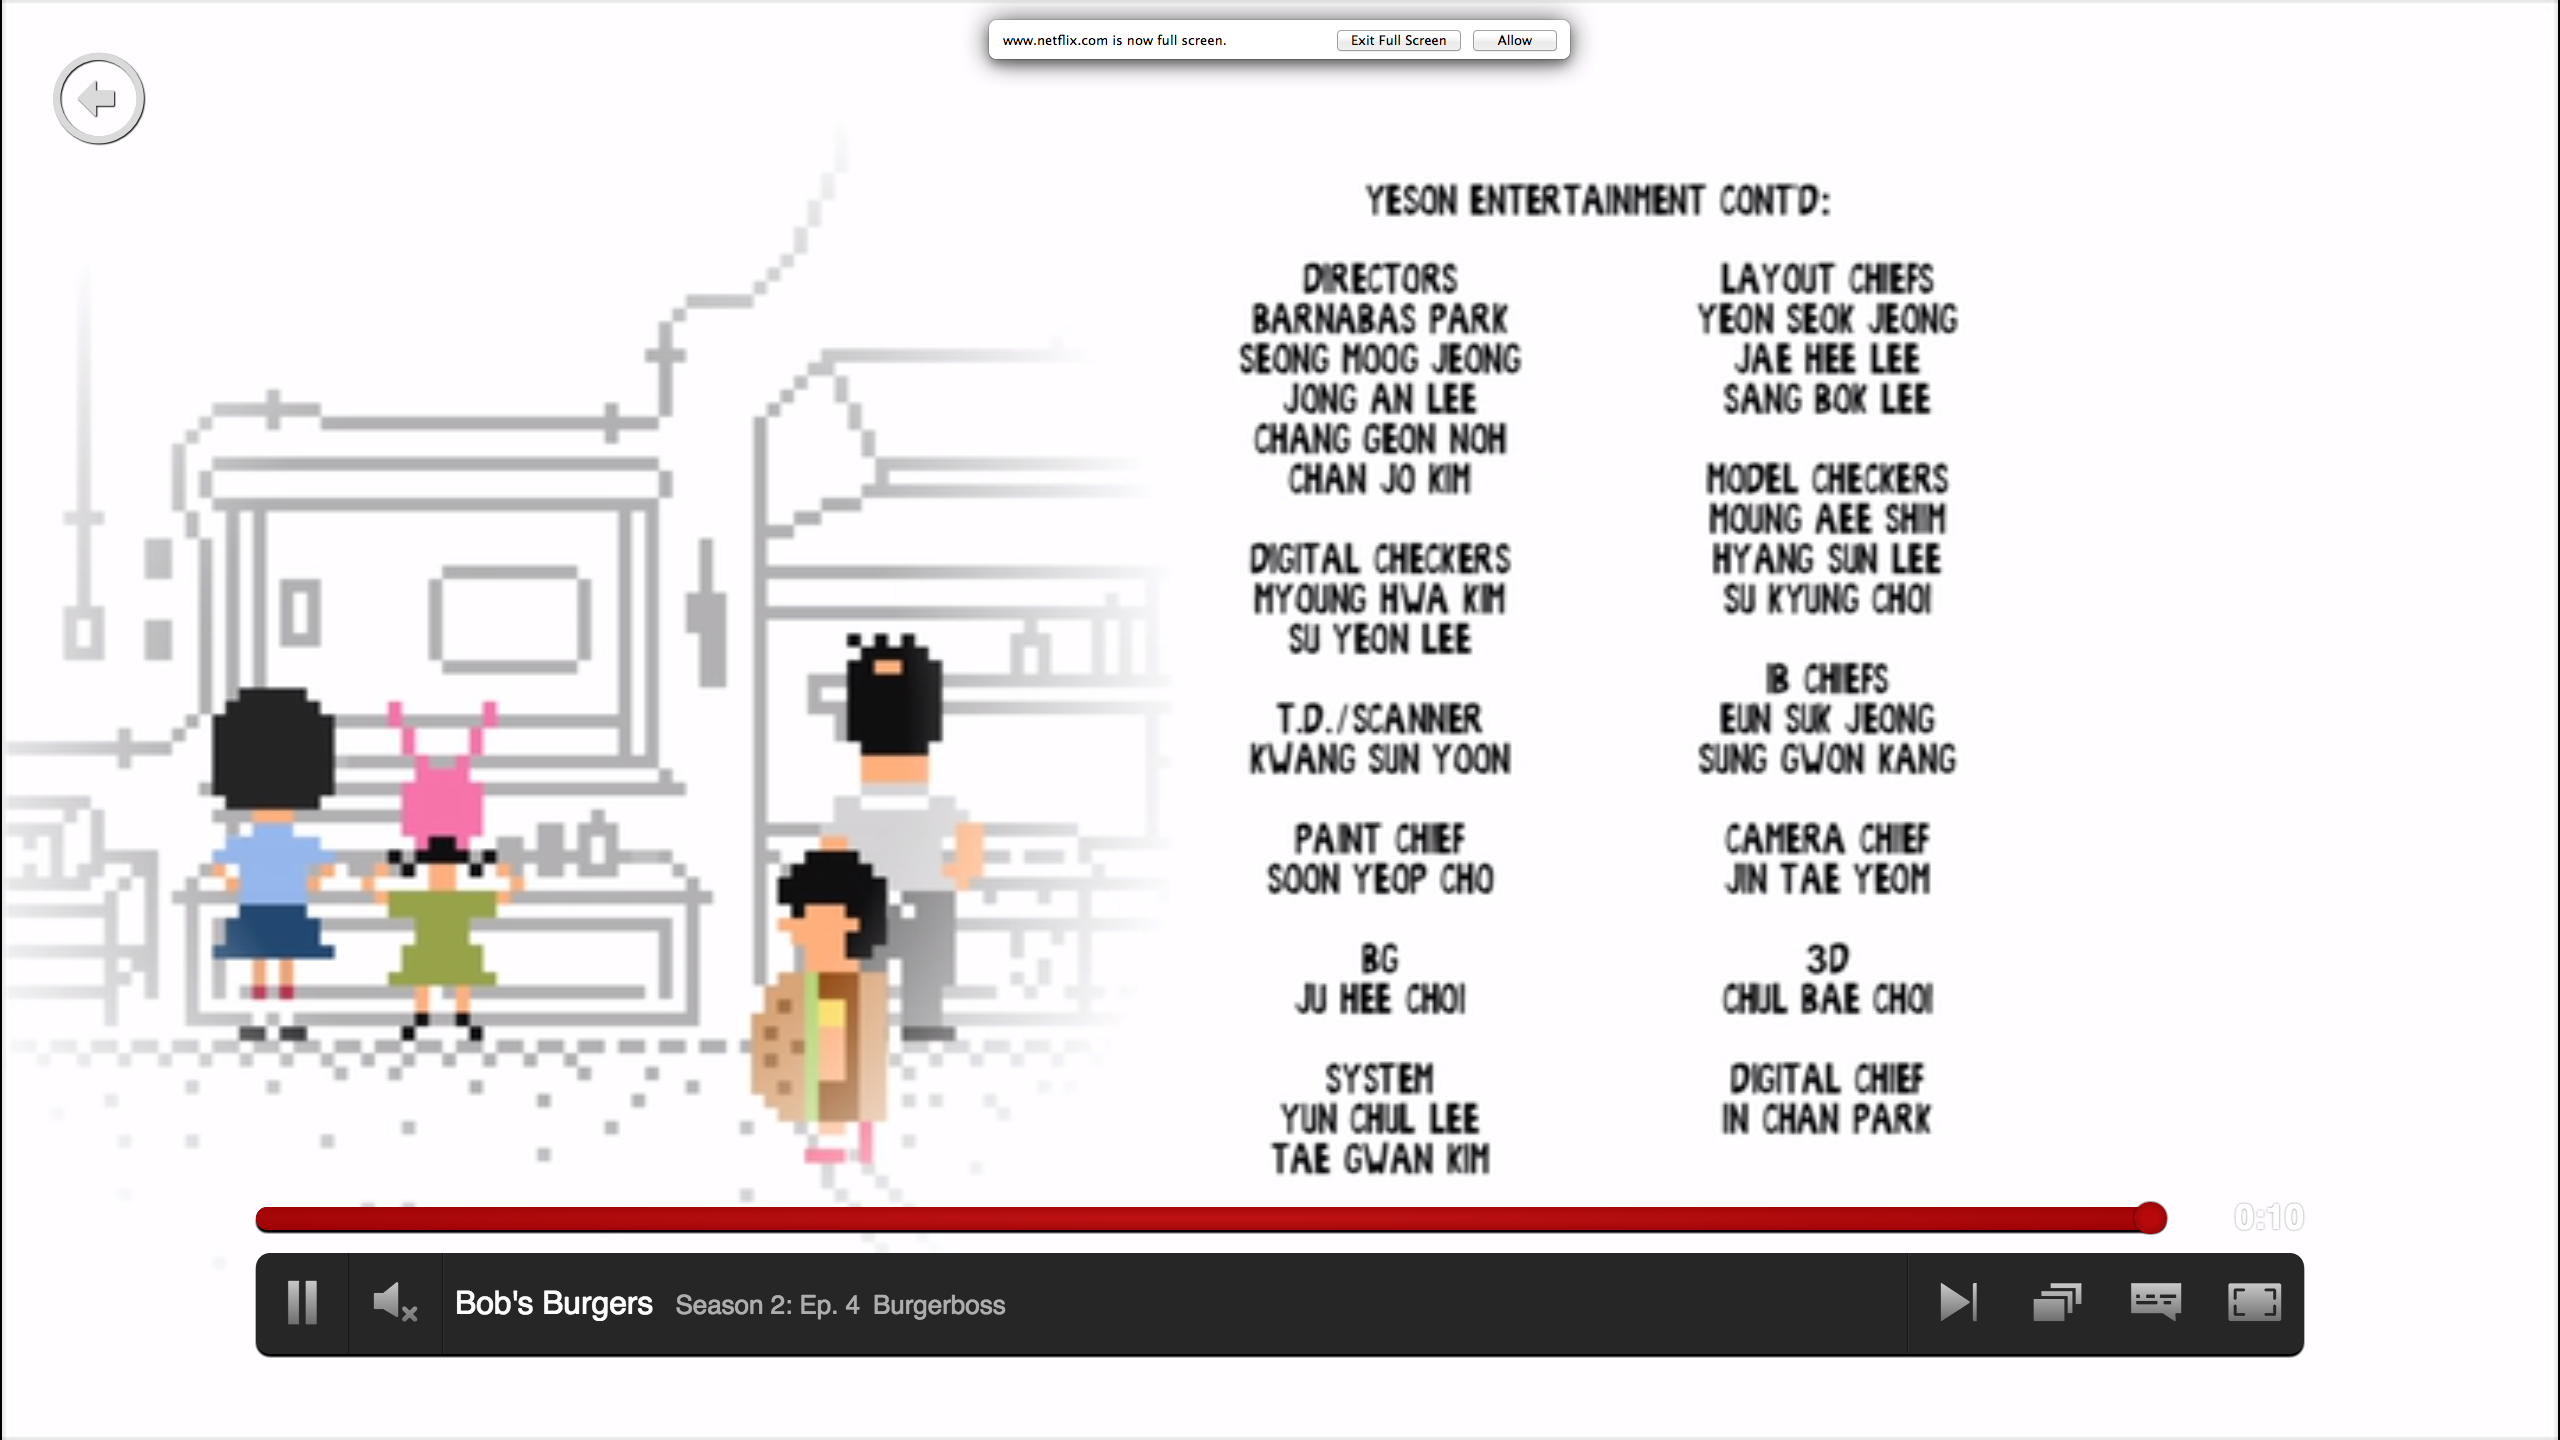 www.netflix.com is now full screen.
Exit Full Screen
Allow
YESON ENTERTAINMENT CONT'D:
DIRECTORS
BARNABAS PARK
SEONG MOOG JEONG
JONG AN LEE
CHANG GEON NOH
CHAN JO KIM
DIGITAL CHECKERS
MYOUNG HWA KIM
SU YEON LEE
T.D./SCANNER
KWANG SUN YOON
PAINT CHIEF
SOON YEOP CHO
BG
JU HEE CHOI
SYSTEM
YUN CHUL LEE
TAE GWAN KIM
LAYOUT CHIEFS
YEON SEOK JEONG
JAE HEE LEE
SANG BOK LEE
MODEL CHECKERS
MOUNG AEE SHIM
HYANG SUN LEE
SU KYUNG CHOI
IB CHIEFS
EUN SUK JEONG
SUNG GWON KANG
CAMERA CHIEF
JIN TAE YEOM
3D
CHUL BAE CHOI
DIGITAL CHIEF
IN CHAN PARK
0:10
Bob's Burgers Season 2: Ep. 4 Burgerboss